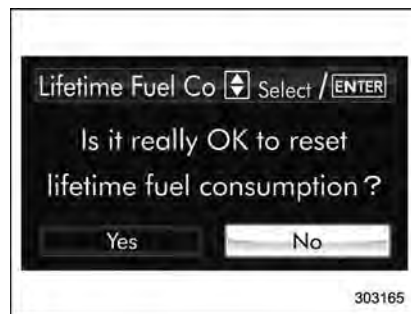 Lifetime Fuel Co Select / ENTER
Is it really OK to reset
lifetime fuel consumption ?
Yes No
303165